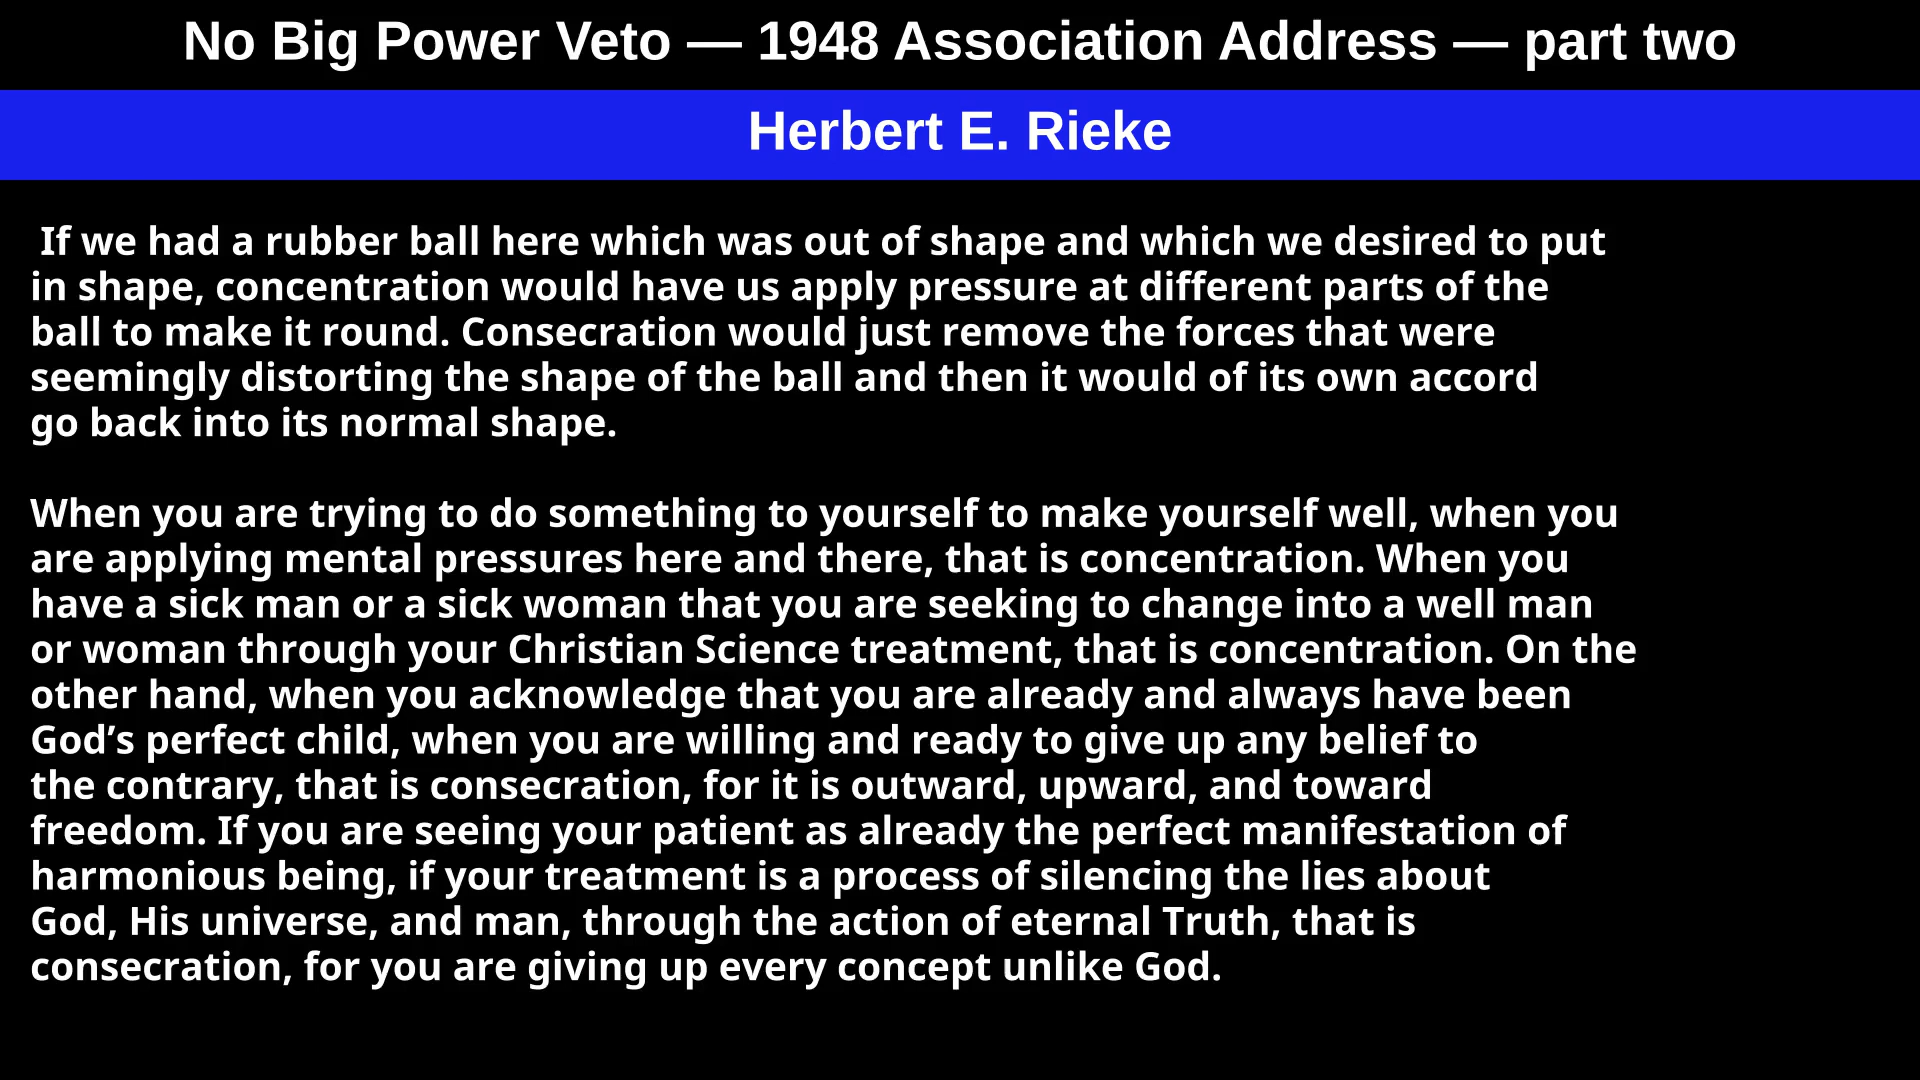 No Big Power Veto — 1948 Association Address — part two
Herbert E. Rieke
If we had a rubber ball here which was out of shape and which we desired to put
in shape, concentration would have us apply pressure at different parts of the
ball to make it round. Consecration would just remove the forces that were
seemingly distorting the shape of the ball and then it would of its own accord
go back into its normal shape.
When you are trying to do something to yourself to make yourself well, when you
are applying mental pressures here and there, that is concentration. When you
have a sick man or a sick woman that you are seeking to change into a well man
or woman through your Christian Science treatment, that is concentration. On the
other hand, when you acknowledge that you are already and always have been
God’s perfect child, when you are willing and ready to give up any belief to
the contrary, that is consecration, for it is outward, upward, and toward
freedom. If you are seeing your patient as already the perfect manifestation of
harmonious being, if your treatment is a process of silencing the lies about
God, His universe, and man, through the action of eternal Truth, that is
consecration, for you are giving up every concept unlike God.